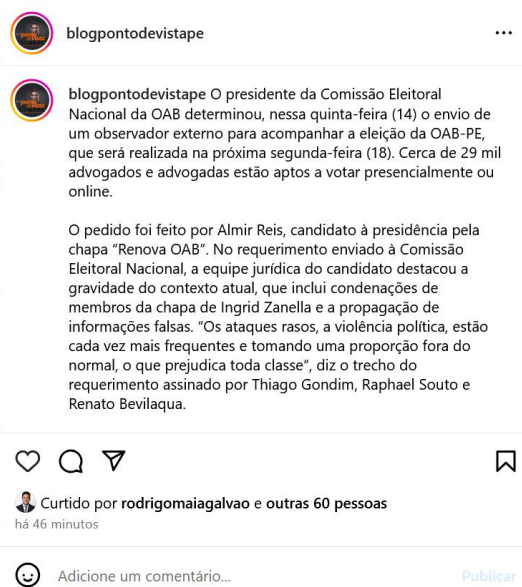 blogpontodevistape
blogpontodevistape O presidente da Comissão Eleitoral
Nacional da OAB determinou, nessa quinta-feira (14) o envio de
um observador externo para acompanhar a eleição da OAB-PE,
que será realizada na próxima segunda-feira (18). Cerca de 29 mil
advogados e advogadas estão aptos a votar presencialmente ou
online.
O pedido foi feito por Almir Reis, candidato à presidência pela
chapa “Renova OAB”. No requerimento enviado à Comissão
Eleitoral Nacional, a equipe jurídica do candidato destacou a
gravidade do contexto atual, que inclui condenações de
membros da chapa de Ingrid Zanella e a propagação de
informações falsas. “Os ataques rasos, a violência política, estão
cada vez mais frequentes e tomando uma proporção fora do
normal, o que prejudica toda classe“, diz o trecho do
requerimento assinado por Thiago Gondim, Raphael Souto e
Renato Bevilaqua.
Curtido por rodrigomaiagalvao e outras 60 pessoas
há 46 minutos
Adicione um comentário...
Publicar